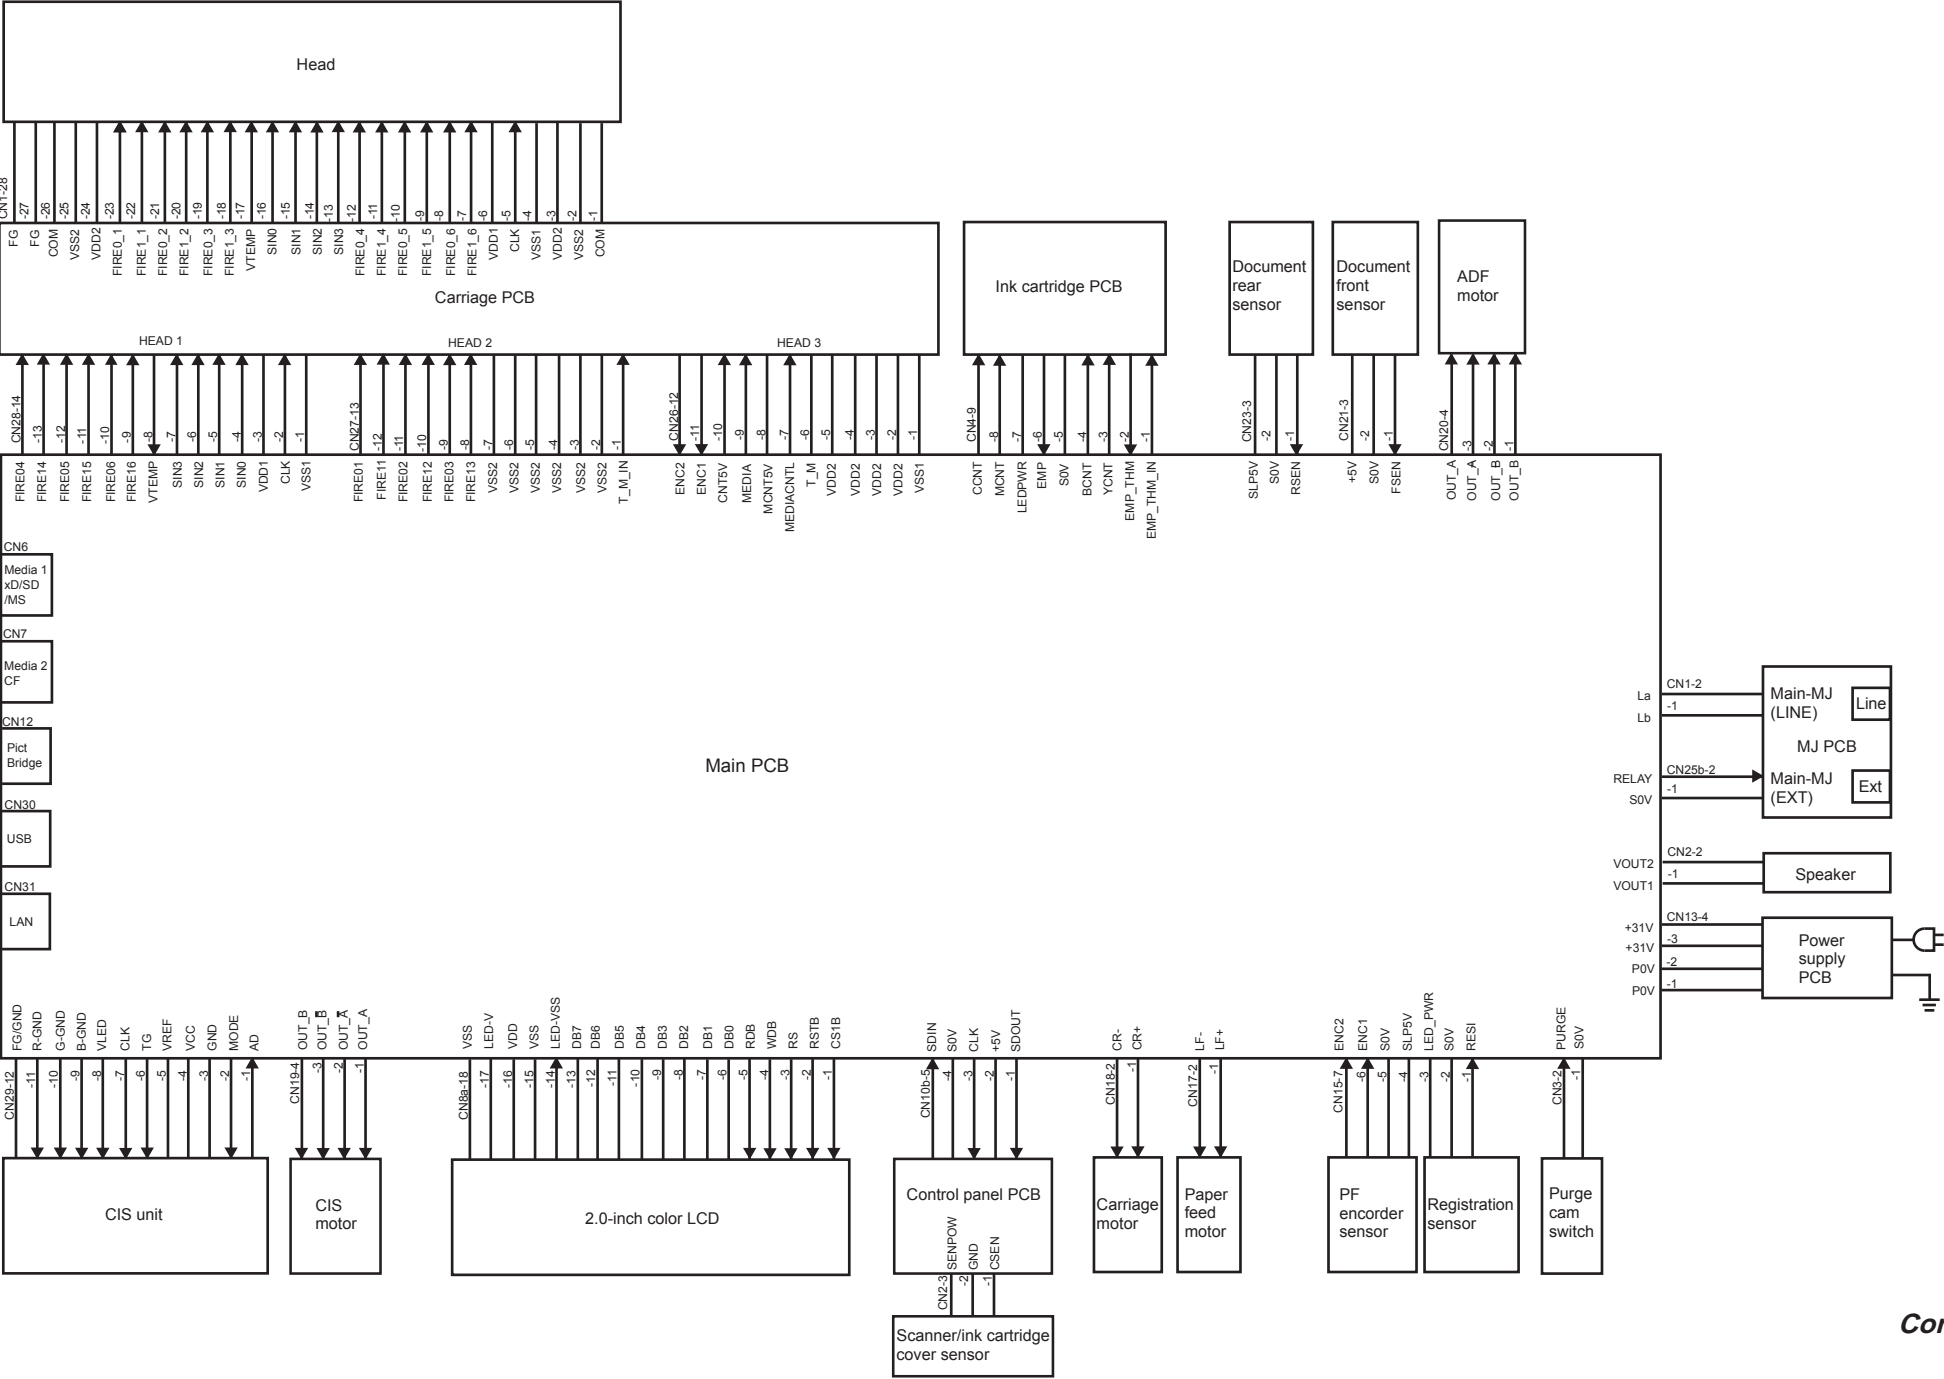 Head
CN1-28
-27
-26
-25
-24
-23
-22
-21
-20
-19
-18
-17
-16
-15
-14
-13
-12
-11
-10
-9
-8
-7
-6
-5
-4
-3
-2
-1
FG
FG
COM
VSS2
VDD2
FIRE0_1
FIRE1_1
FIRE0_2
FIRE1_2
FIRE0_3
FIRE1_3
VTEMP
SIN0
SIN1
SIN2
SIN3
FIRE0_4
FIRE1_4
FIRE0_5
FIRE1_5
FIRE0_6
FIRE1_6
VDD1
CLK
VSS1
VDD2
VSS2
COM
Carriage PCB
HEAD 1
HEAD 2
HEAD 3
Ink cartridge PCB
Document
rear
sensor
Document
front
sensor
ADF
motor
CN28-14
-13
-12
-11
-10
-9
-8
-7
-6
-5
-4
-3
-2
-1
CN27-13
-12
-11
-10
-9
-8
-7
-6
-5
-4
-3
-2
-1
CN26-12
-11
-10
-9
-8
-7
-6
-5
-4
-3
-2
-1
CN4-9
-8
-7
-6
-5
-4
-3
-2
-1
CN23-3
-2
-1
CN21-3
-2
-1
CN20-4
-3
-2
-1
FIRE04
FIRE14
FIRE05
FIRE15
FIRE06
FIRE16
VTEMP
SIN3
SIN2
SIN1
SIN0
VDD1
CLK
VSS1
FIRE01
FIRE11
FIRE02
FIRE12
FIRE03
FIRE13
VSS2
VSS2
VSS2
VSS2
VSS2
VSS2
T_M_IN
ENC2
ENC1
CNT5V
MEDIA
MCNT5V
MEDIACNTL
T_M
VDD2
VDD2
VDD2
VDD2
VSS1
CCNT
MCNT
LEDPWR
EMP
S0V
BCNT
YCNT
EMP_THM
EMP_THM_IN
SLP5V
S0V
RSEN
+5V
S0V
FSEN
OUT_A
OUT_A
OUT_B
OUT_B
CN6
Media 1
xD/SD
/MS
CN7
Media 2
CF
CN12
Pict
Bridge
CN30
USB
CN31
LAN
Main PCB
La
Lb
CN1-2
-1
Main-MJ
(LINE)
Line
MJ PCB
RELAY
S0V
CN25b-2
-1
Main-MJ
(EXT)
Ext
VOUT2
VOUT1
CN2-2
-1
Speaker
+31V
+31V
P0V
P0V
CN13-4
-3
-2
-1
Power
supply
PCB
FG/GND
R-GND
G-GND
B-GND
VLED
CLK
TG
VREF
VCC
GND
MODE
AD
OUT_B
OUT_B
OUT_A
OUT_A
VSS
LED-V
VDD
VSS
LED-VSS
DB7
DB6
DB5
DB4
DB3
DB2
DB1
DB0
RDB
WDB
RS
RSTB
CS1B
SDIN
S0V
CLK
+5V
SDOUT
CR-
CR+
LF-
LF+
ENC2
ENC1
S0V
SLP5V
LED_PWR
S0V
RESI
PURGE
S0V
CN29-12
-11
-10
-9
-8
-7
-6
-5
-4
-3
-2
-1
CN19-4
-3
-2
-1
CN8a-18
-17
-16
-15
-14
-13
-12
-11
-10
-9
-8
-7
-6
-5
-4
-3
-2
-1
CN10b-5
-4
-3
-2
-1
CN18-2
-1
CN17-2
-1
CN15-7
-6
-5
-4
-3
-2
-1
CN3-2
-1
CIS unit
CIS
motor
2.0-inch color LCD
Control panel PCB
SENPOW
GND
CSEN
CN2-3
-2
-1
Scanner/ink cartridge
cover sensor
Carriage
motor
Paper
feed
motor
PF
encorder
sensor
Registration
sensor
Purge
cam
switch
Cor